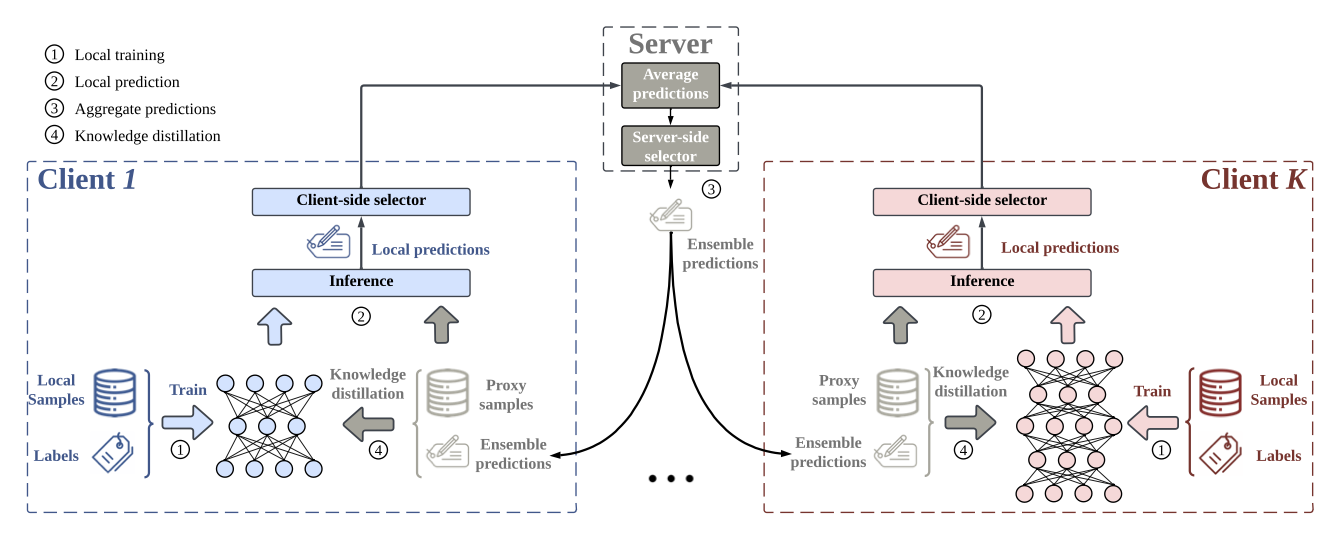 ① Local training
② Local prediction
③ Aggregate predictions
④ Knowledge distillation
Server
Average
predictions
Server-side
selector
③
Ensemble
predictions
Client 1
Client-side selector
Local predictions
Inference
②
Local
Samples
Labels
Train
①
Knowledge
distillation
④
Proxy
samples
Ensemble
predictions
Client K
Client-side selector
Local predictions
Inference
②
Proxy
samples
Ensemble
predictions
Knowledge
distillation
④
Train
①
Local
Samples
Labels